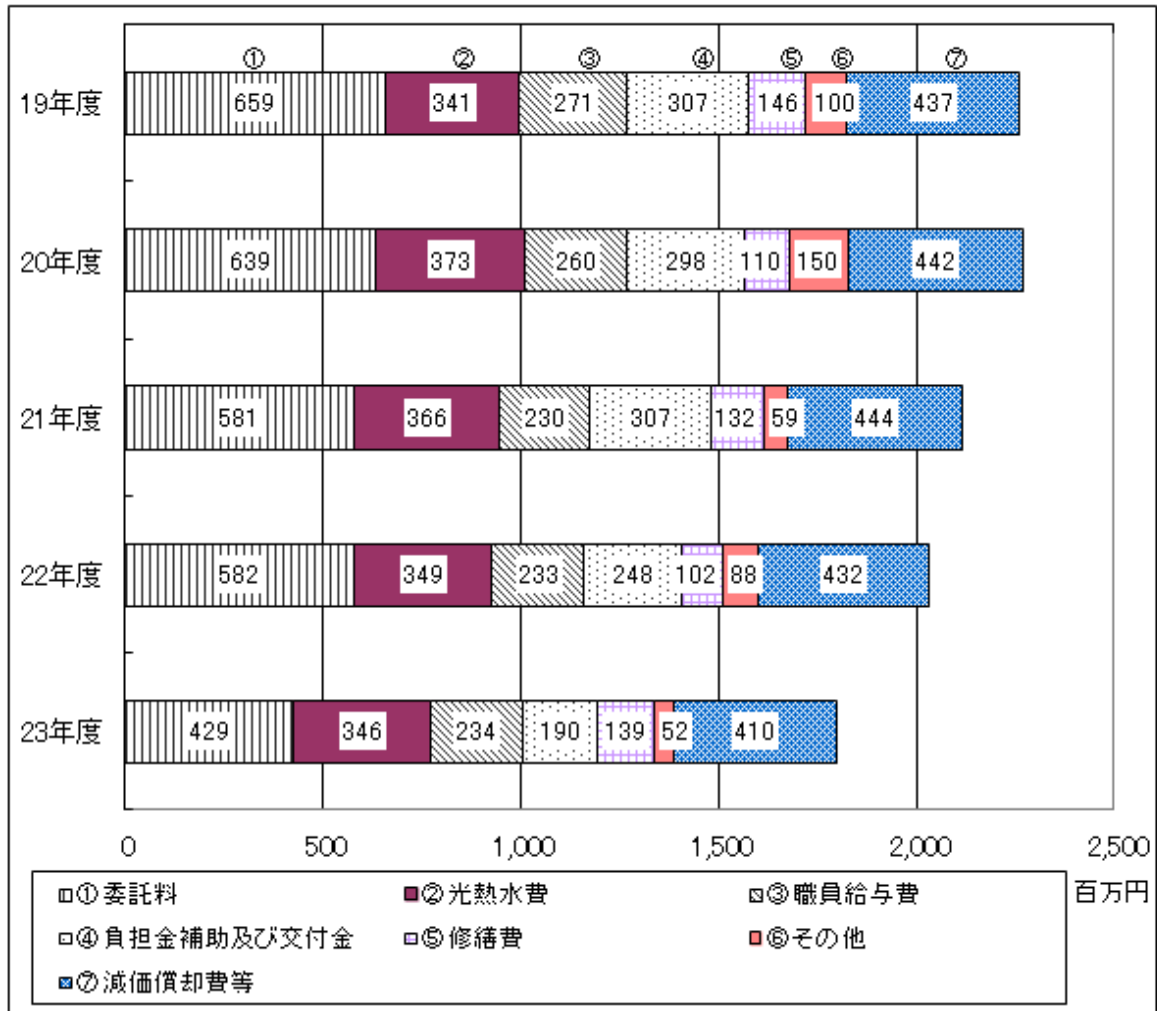 ① ② ③ ④ ⑤ ⑥ ⑦
19年度 659 341 271 307 146 100 437
20年度 639 373 260 298 110 150 442
21年度 581 366 230 307 132 59 444
22年度 582 349 233 248 102 88 432
23年度 429 346 234 190 139 52 410
0 500 1,000 1,500 2,000 2,500
百万円
①委託料 ②光熱水費 ③職員給与費
④負担金補助及び交付金 ⑤修繕費 ⑥その他
⑦減価償却費等